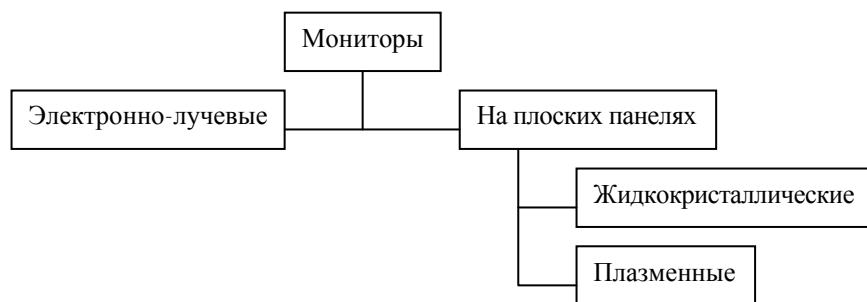 Мониторы
Электронно-лучевые
На плоских панелях
Жидкокристаллические
Плазменные